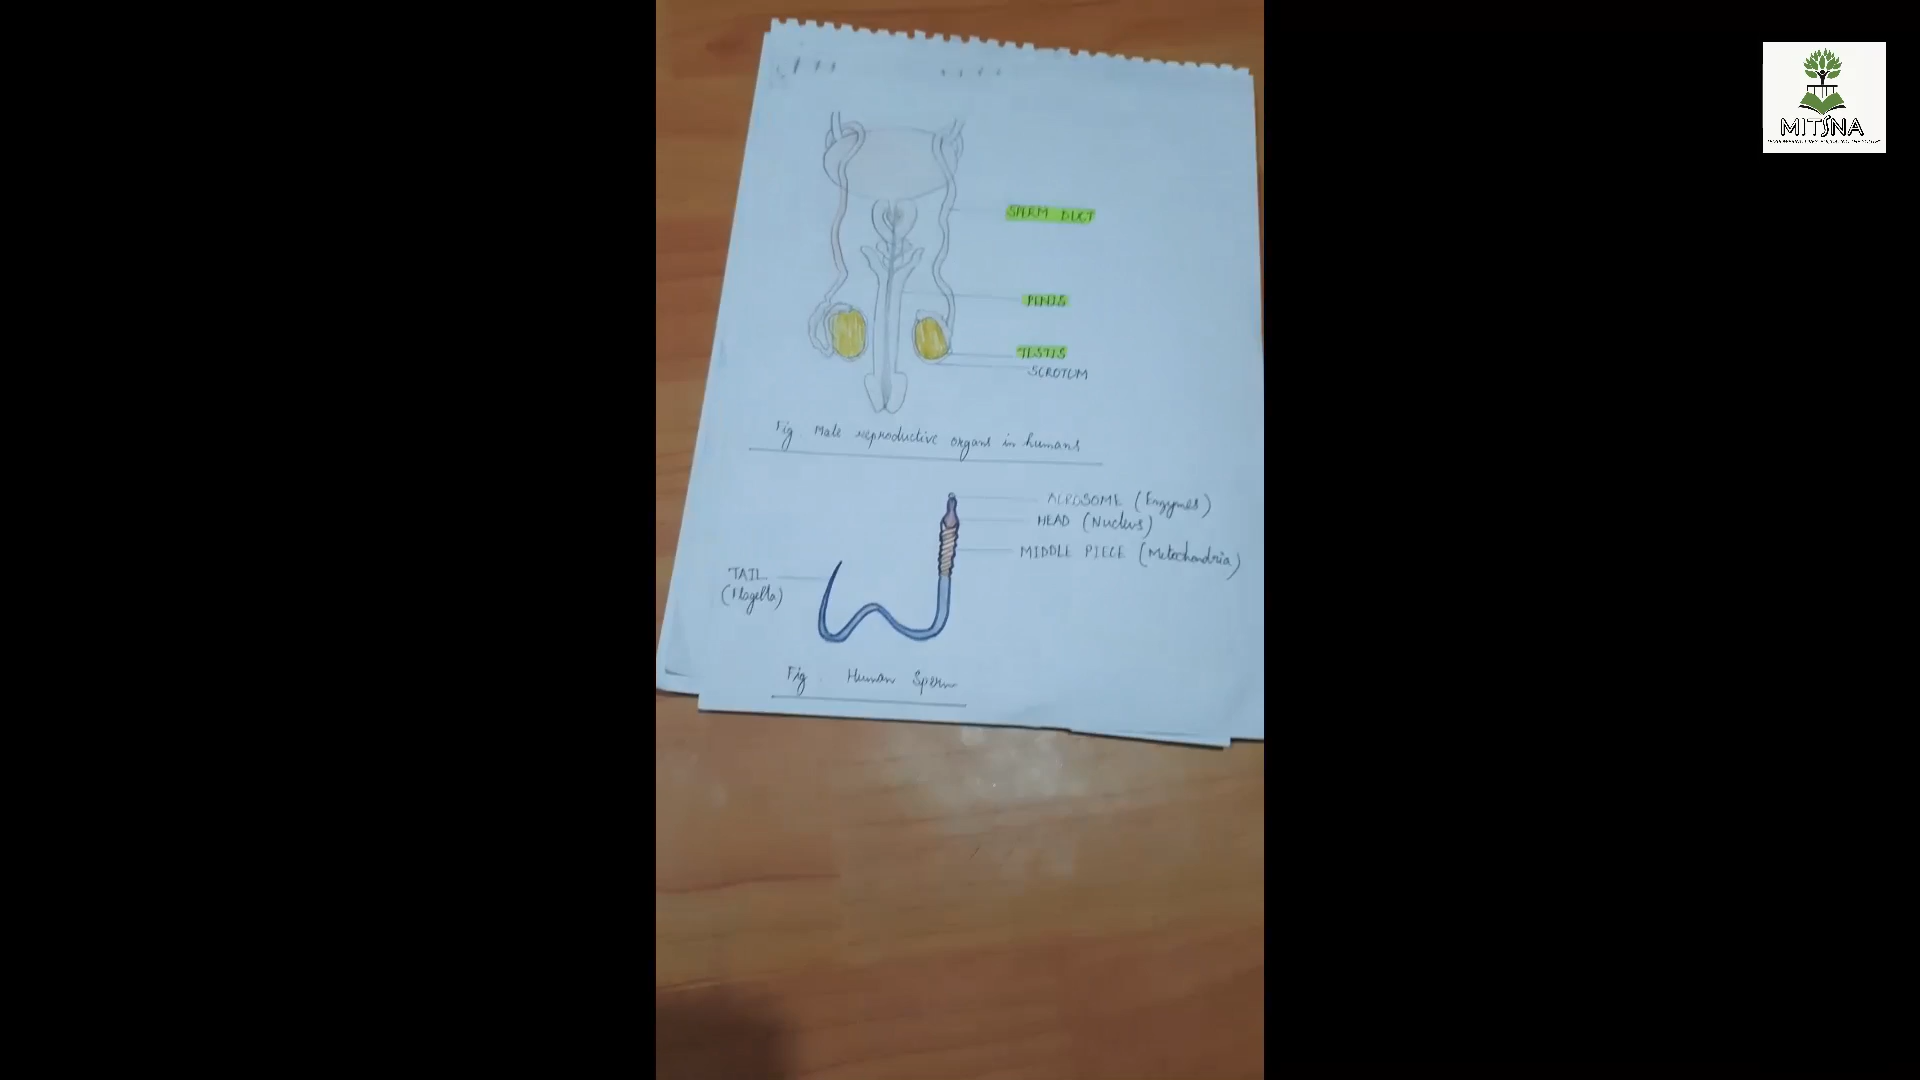 SPERM DUCT
PENIS
TESTIS
SCROTUM
Fig. Male reproductive organs in humans
ACROSOME (Enzymes)
HEAD (Nucleus)
MIDDLE PIECE (Mitochondria)
TAIL
(Flagella)
Fig. Human Sperm
MITSNA